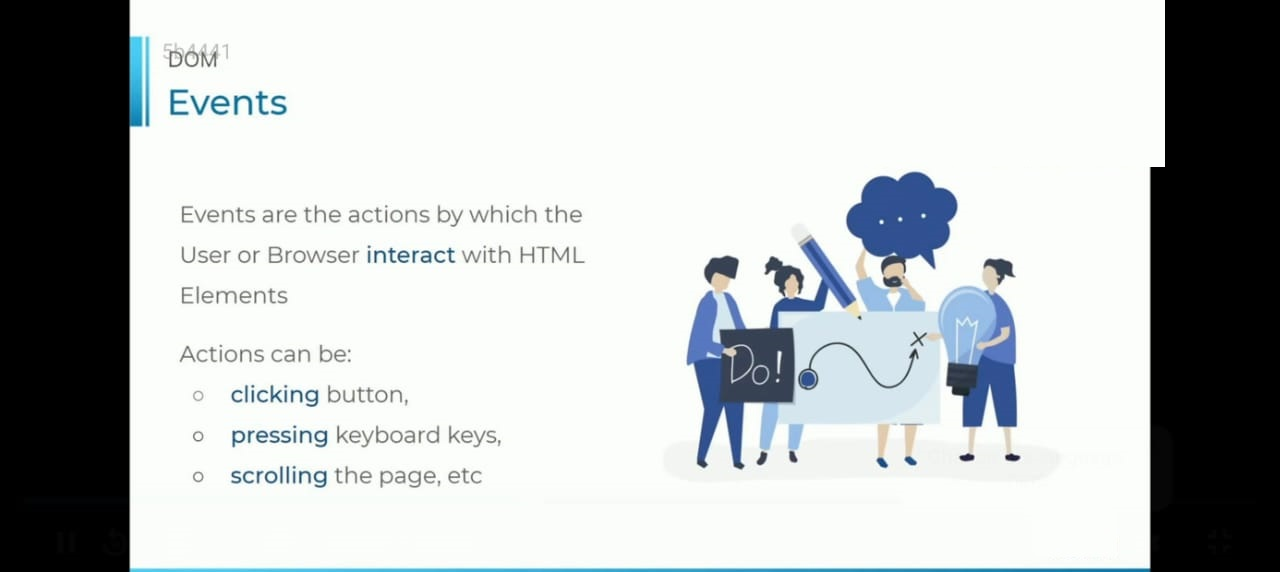 5b4441
DOM
Events
Events are the actions by which the
User or Browser interact with HTML
Elements
Actions can be:
clicking button,
pressing keyboard keys,
scrolling the page, etc
Do!